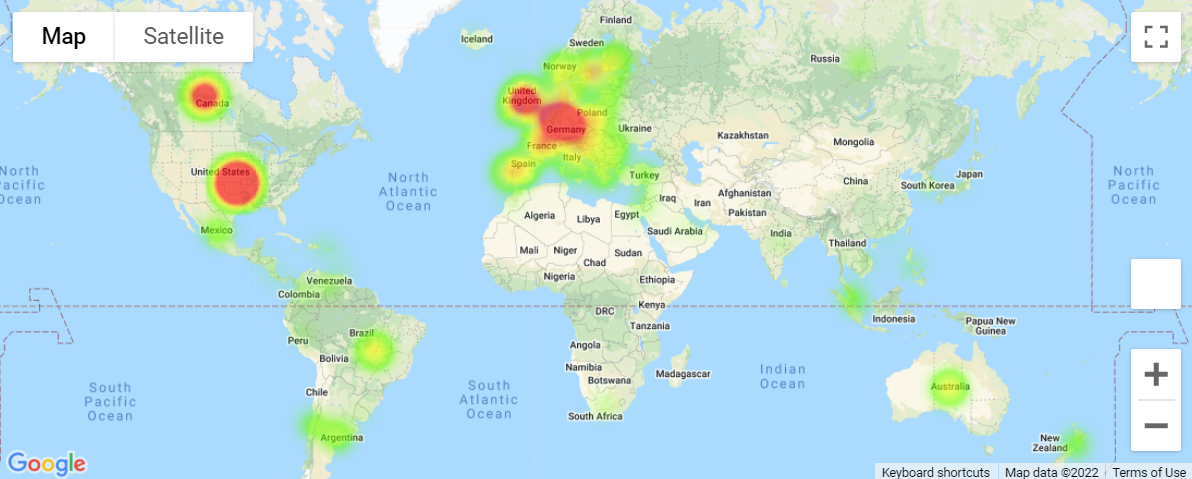 Map
Satellite
Finland
Iceland
Sweden
Norway
Russia
United
Kingdom
Canada
Poland
Germany
Ukraine
France
Kazakhstan
Mongolia
Spain
Italy
United States
North
Pacific
Ocean
North
Atlantic
Ocean
Turkey
China
Japan
South Korea
North
Pacific
Ocean
Afghanistan
Iraq
Iran
Pakistan
Algeria
Libya
Egypt
Mexico
Saudi Arabia
India
Thailand
Mali
Niger
Sudan
Chad
Nigeria
Ethiopia
Venezuela
Colombia
DRC
Kenya
Indonesia
Papua New
Guinea
Tanzania
Brazil
Peru
Angola
Bolivia
Namibia
Botswana
Madagascar
Indian
Ocean
Australia
South
Pacific
Ocean
Chile
South
Atlantic
Ocean
South Africa
Argentina
New
Zealand
Google
Keyboard shortcuts
Map data ©2022
Terms of Use